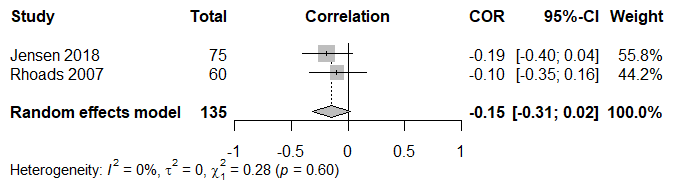 Study Total Correlation COR 95%-CI Weight
Jensen 2018 75 -0.19 [-0.40; 0.04] 55.8%
Rhoads 2007 60 -0.10 [-0.35; 0.16] 44.2%
Random effects model 135 -0.15 [-0.31; 0.02] 100.0%
-1 -0.5 0 0.5 1
Heterogeneity: I² = 0%, τ² = 0, χ²₁ = 0.28 (p = 0.60)